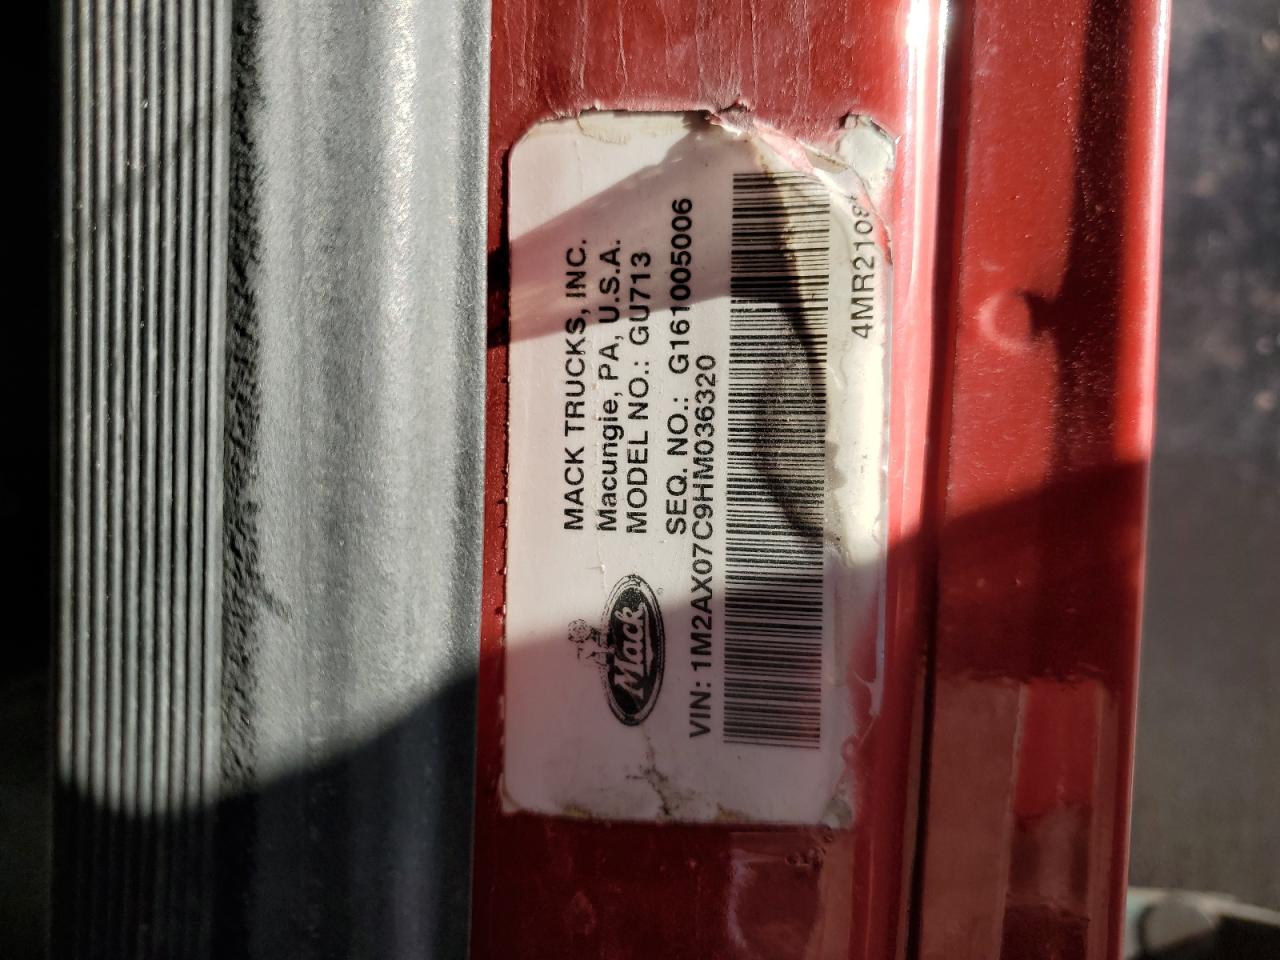 MACK TRUCKS, INC.
Macungie, PA, U.S.A.
MODEL NO.: GU713
SEQ. NO.: G161005006
Mack
VIN: 1M2AX07C9HM036320